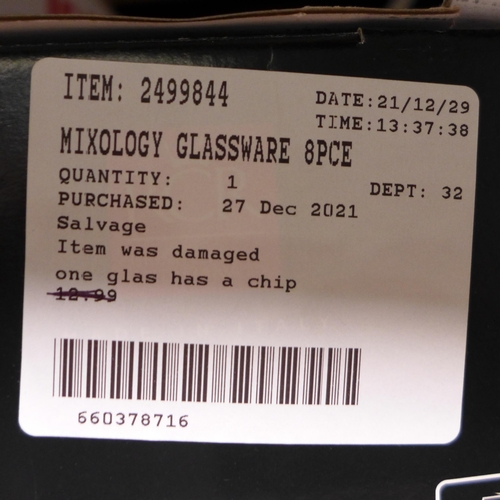 ITEM: 2499844
DATE:21/12/29
TIME:13:37:38
MIXOLOGY GLASSWARE 8PCE
QUANTITY: 1
DEPT: 32
PURCHASED: 27 Dec 2021
Salvage
Item was damaged
one glas has a chip
12.99
660378716